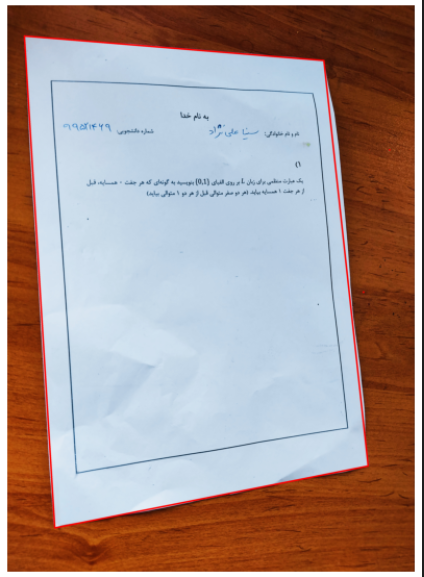 به نام خدا
نام و نام خانوادگی: سینا علی نژاد شماره دانشجویی:
۱)
یک عبارت منظمی برای زبان L بر روی الفبای {0,1} بنویسید به گونه‌ای که هر جفت ۰ همسایه، قبل
از هر جفت ۱ همسایه بیاید. (هر دو صفر متوالی قبل از هر دو ۱ متوالی بیاید)